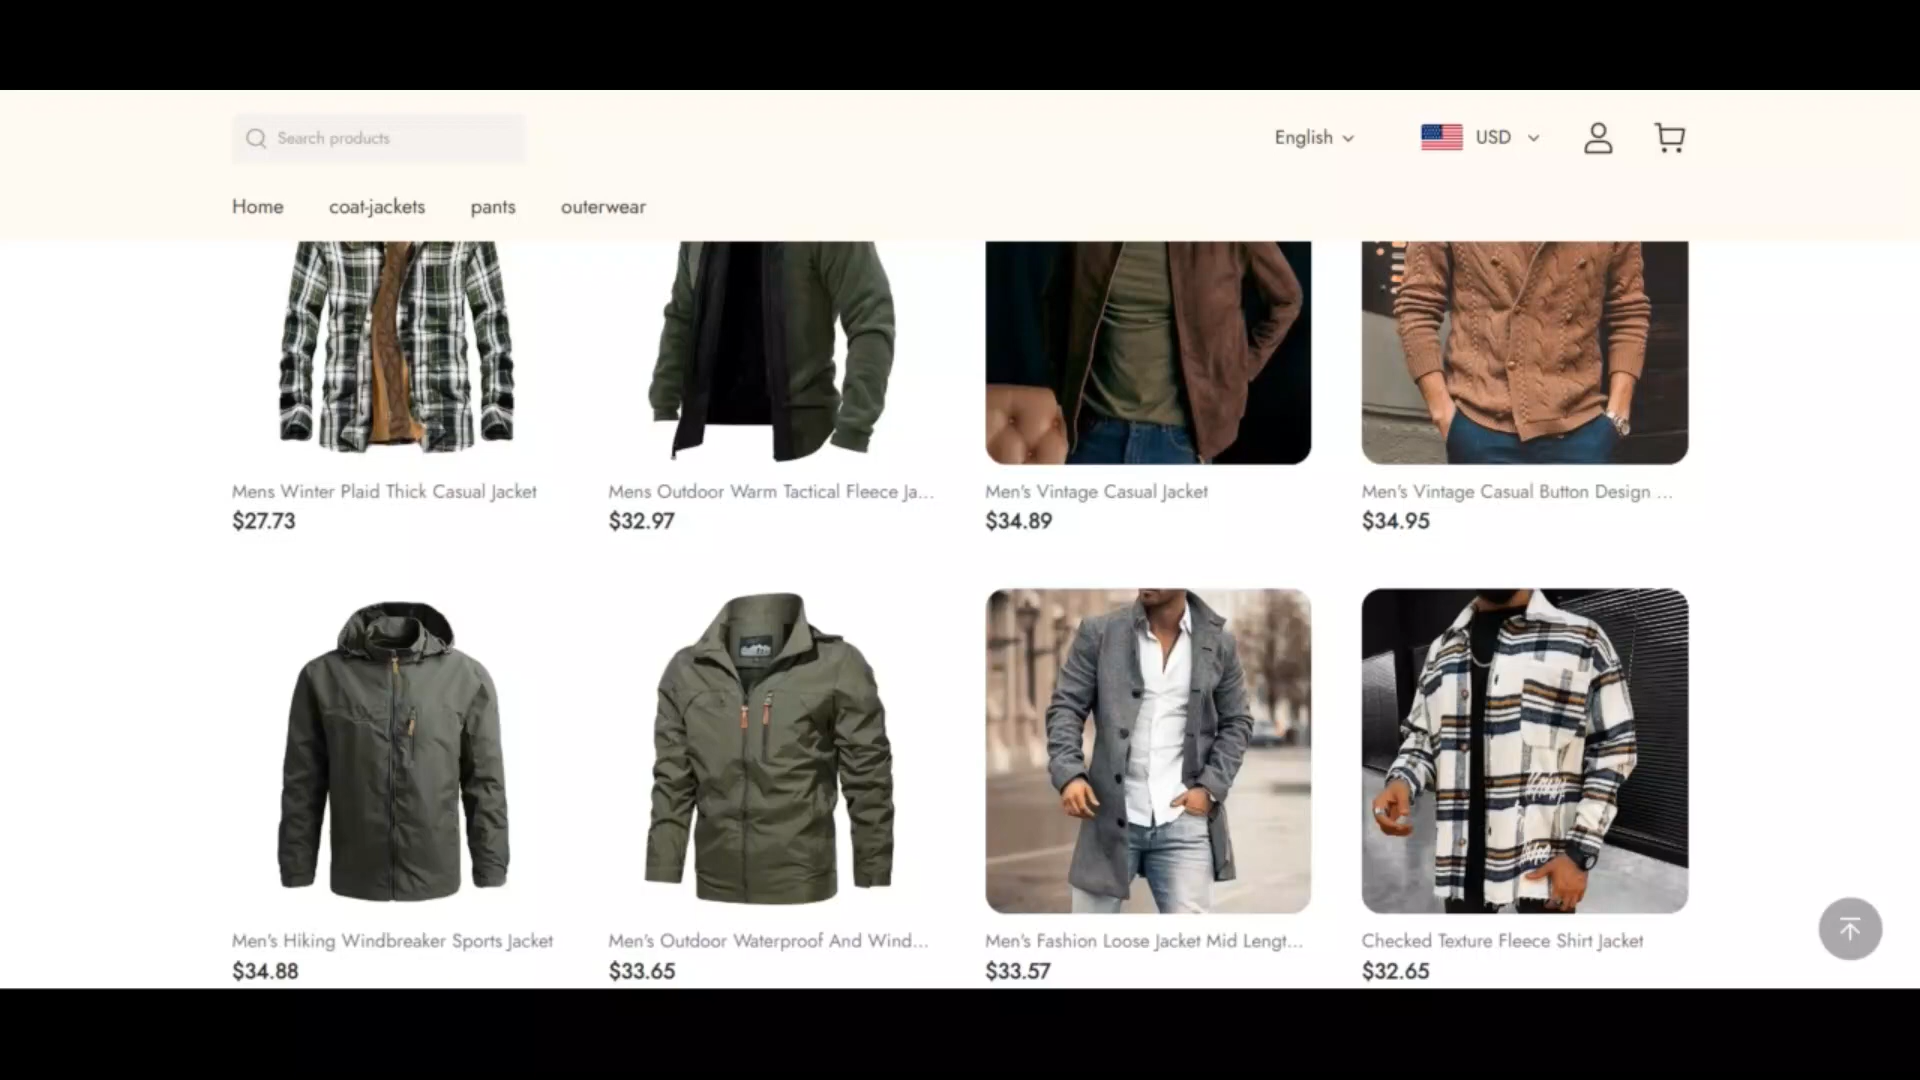 Search products
English
USD
Home coat-jackets pants outerwear
Mens Winter Plaid Thick Casual Jacket
$27.73
Mens Outdoor Warm Tactical Fleece Ja...
$32.97
Men's Vintage Casual Jacket
$34.89
Men's Vintage Casual Button Design ...
$34.95
Men's Hiking Windbreaker Sports Jacket
$34.88
Men's Outdoor Waterproof And Wind...
$33.65
Men's Fashion Loose Jacket Mid Lengt...
$33.57
Checked Texture Fleece Shirt Jacket
$32.65